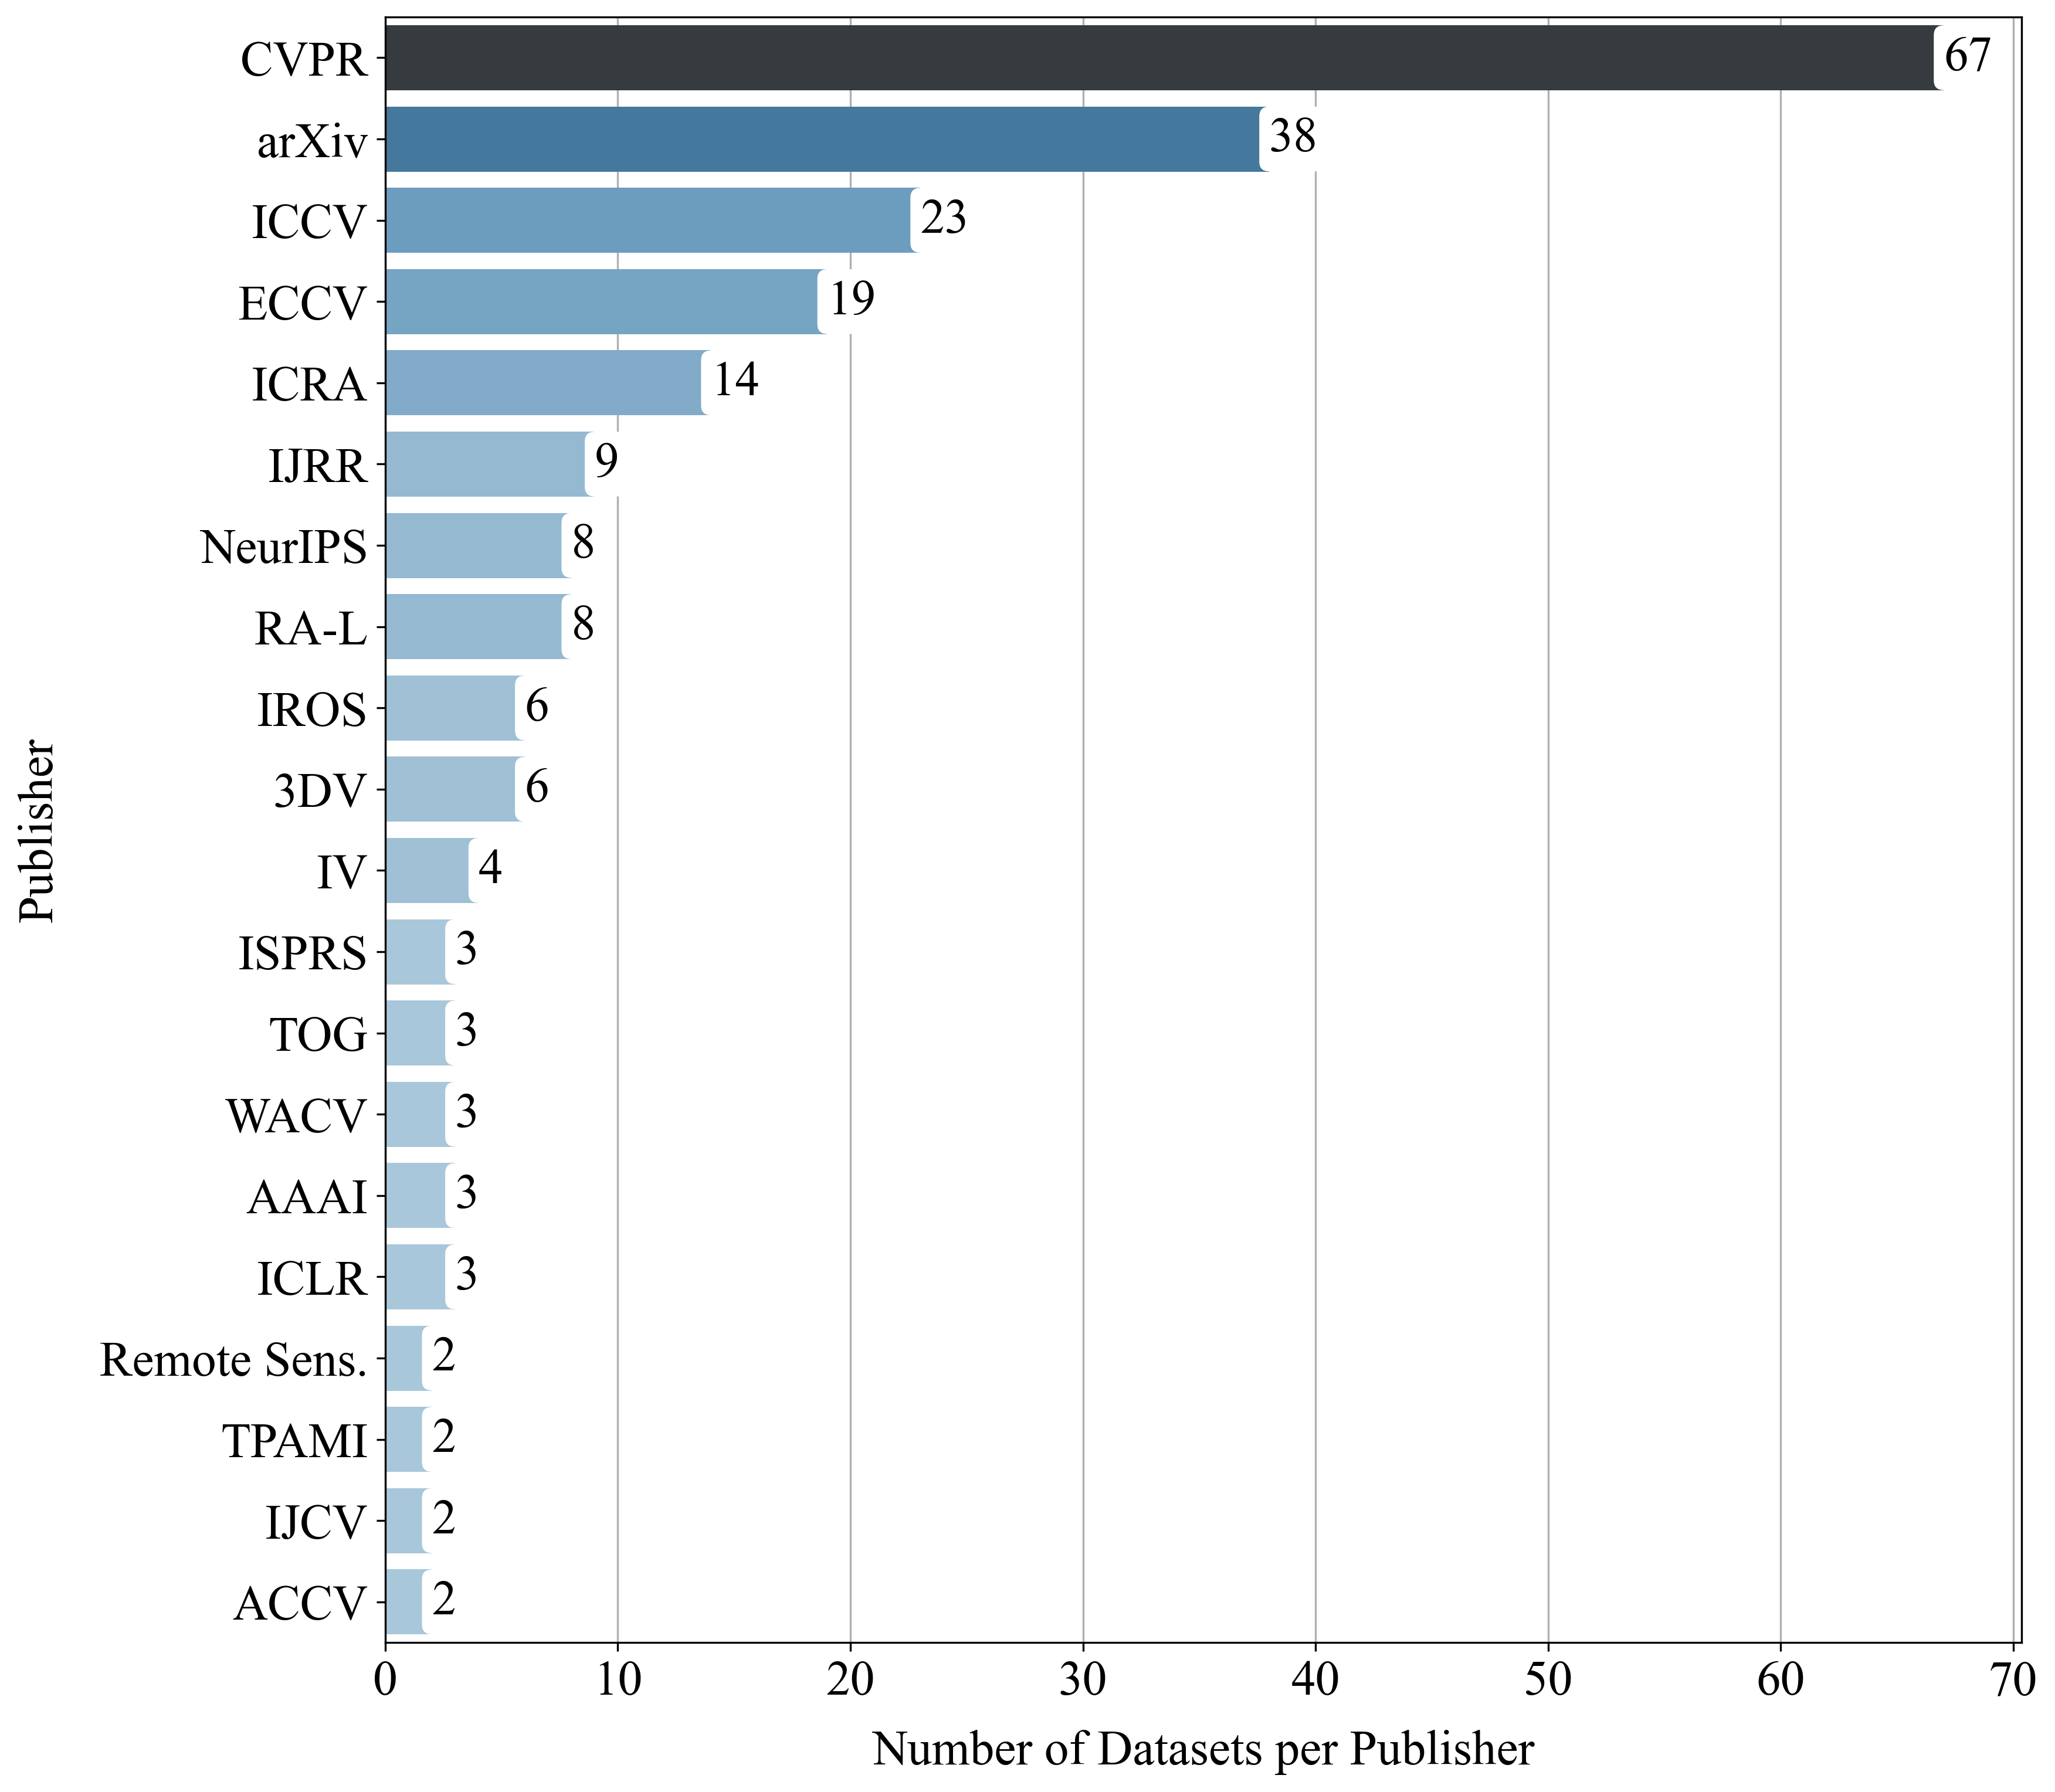 CVPR 67
arXiv 38
ICCV 23
ECCV 19
ICRA 14
IJRR 9
NeurIPS 8
RA-L 8
IROS 6
3DV 6
IV 4
ISPRS 3
TOG 3
WACV 3
AAAI 3
ICLR 3
Remote Sens. 2
TPAMI 2
IJCV 2
ACCV 2
Publisher
0 10 20 30 40 50 60 70
Number of Datasets per Publisher